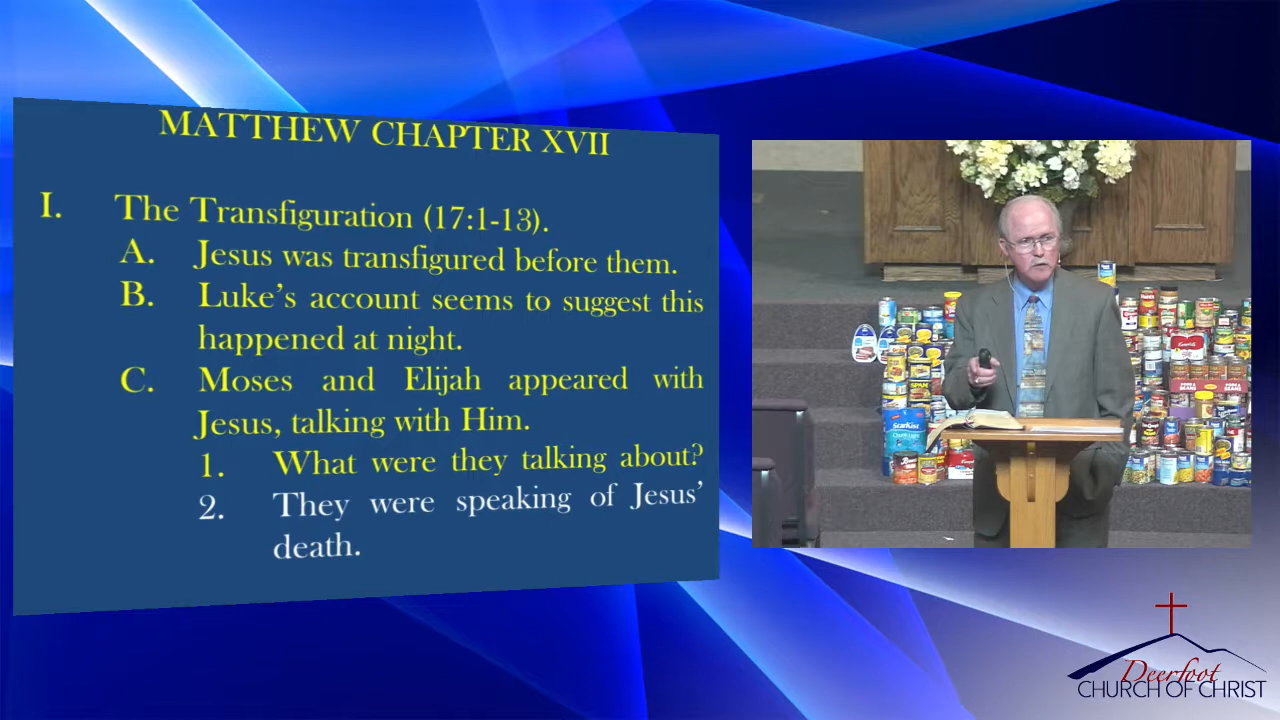 MATTHEW CHAPTER XVII
I. The Transfiguration (17:1-13).
A. Jesus was transfigured before them.
B. Luke's account seems to suggest this
happened at night.
C. Moses and Elijah appeared with
Jesus, talking with Him.
1. What were they talking about?
2. They were speaking of Jesus'
death.
StarKist
Deerfoot
CHURCH OF CHRIST